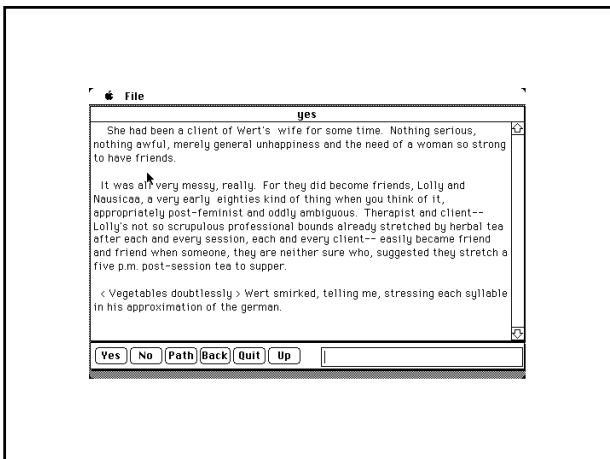 File
yes
She had been a client of Wert's wife for some time. Nothing serious,
nothing awful, merely general unhappiness and the need of a woman so strong
to have friends.
It was all very messy, really. For they did become friends, Lolly and
Nausicaa, a very early eighties kind of thing when you think of it,
appropriately post-feminist and oddly ambiguous. Therapist and client--
Lolly's not so scrupulous professional bounds already stretched by herbal tea
after each and every session, each and every client-- easily became friend
and friend when someone, they are neither sure who, suggested they stretch a
five p.m. post-session tea to supper.
< Vegetables doubtlessly > Wert smirked, telling me, stressing each syllable
in his approximation of the german.
Yes No Path Back Quit Up